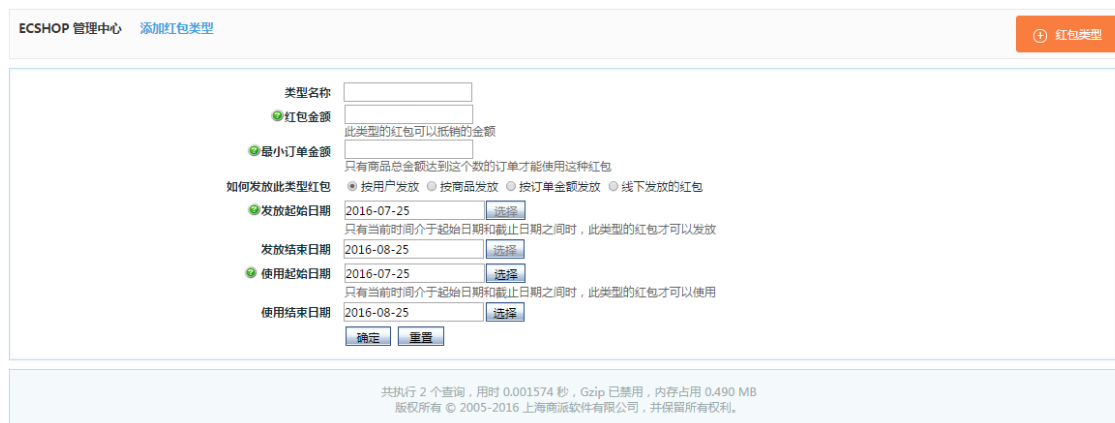 ECSHOP 管理中心 添加红包类型
红包类型
类型名称
红包金额
此类型的红包可以抵销的金额
最小订单金额
只有商品总金额达到这个数的订单才能使用这种红包
如何发放此类型红包 按用户发放 按商品发放 按订单金额发放 线下发放的红包
发放起始日期 2016-07-25 选择
只有当前时间介于起始日期和截止日期之间时，此类型的红包才可以发放
发放结束日期 2016-08-25 选择
使用起始日期 2016-07-25 选择
只有当前时间介于起始日期和截止日期之间时，此类型的红包才可以使用
使用结束日期 2016-08-25 选择
确定 重置
共执行 2 个查询，用时 0.001574 秒，Gzip 已禁用，内存占用 0.490 MB
版权所有 © 2005-2016 上海商派软件有限公司，并保留所有权利。